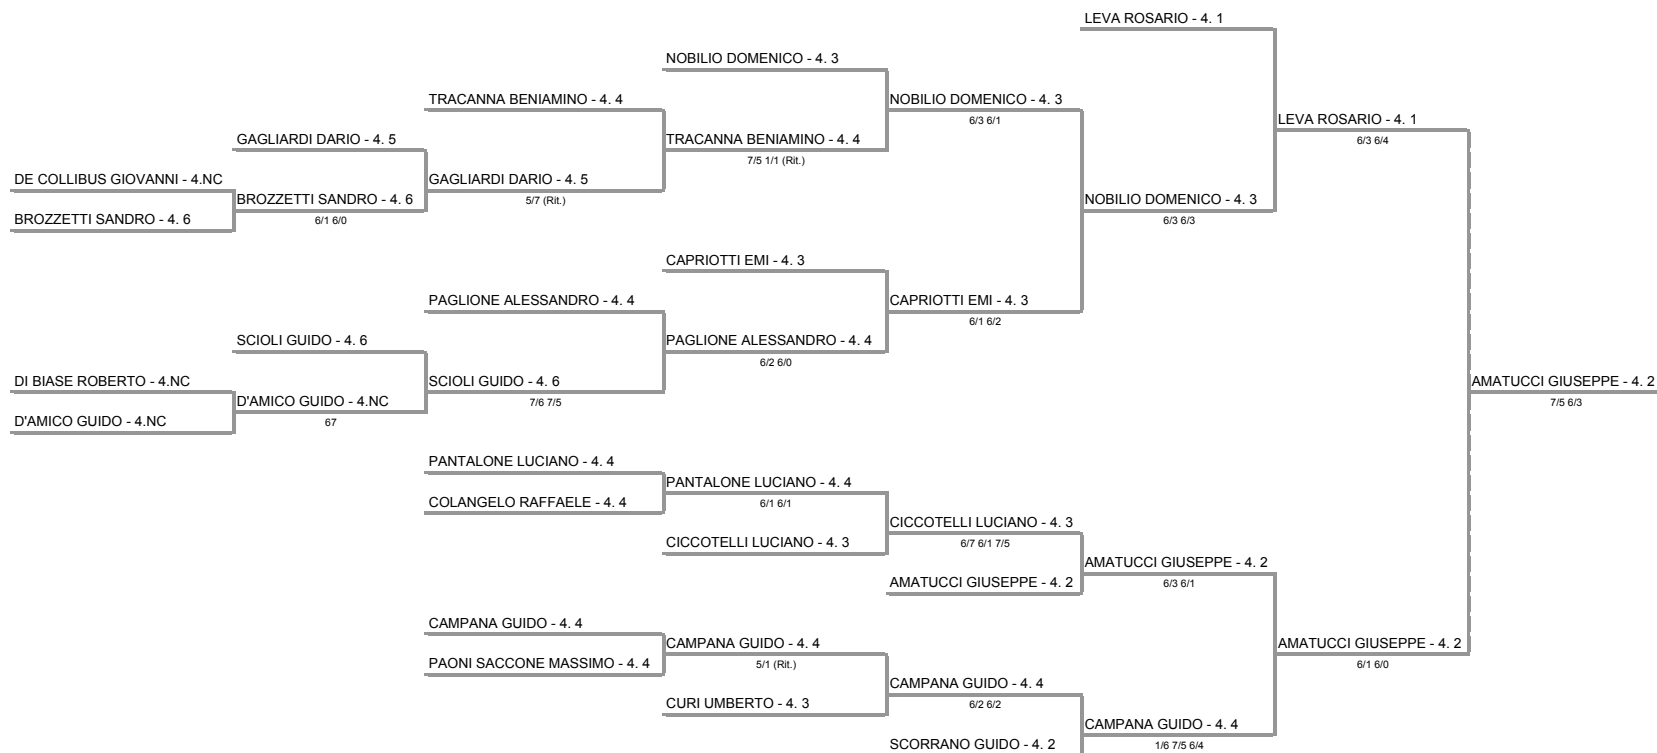 LEVA ROSARIO - 4. 1
NOBILIO DOMENICO - 4. 3
TRACANNA BENIAMINO - 4. 4
NOBILIO DOMENICO - 4. 3
6/3 6/1
LEVA ROSARIO - 4. 1
6/3 6/4
GAGLIARDI DARIO - 4. 5
TRACANNA BENIAMINO - 4. 4
7/5 1/1 (Rit.)
DE COLLIBUS GIOVANNI - 4.NC
GAGLIARDI DARIO - 4. 5
5/7 (Rit.)
BROZZETTI SANDRO - 4. 6
6/1 6/0
NOBILIO DOMENICO - 4. 3
6/3 6/3
BROZZETTI SANDRO - 4. 6
CAPRIOTTI EMI - 4. 3
PAGLIONE ALESSANDRO - 4. 4
CAPRIOTTI EMI - 4. 3
6/1 6/2
SCIOLI GUIDO - 4. 6
PAGLIONE ALESSANDRO - 4. 4
6/2 6/0
DI BIASE ROBERTO - 4.NC
SCIOLI GUIDO - 4. 6
7/6 7/5
AMATUCCI GIUSEPPE - 4. 2
7/5 6/3
D'AMICO GUIDO - 4.NC
67
D'AMICO GUIDO - 4.NC
PANTALONE LUCIANO - 4. 4
PANTALONE LUCIANO - 4. 4
6/1 6/1
COLANGELO RAFFAELE - 4. 4
CICCOTELLI LUCIANO - 4. 3
6/7 6/1 7/5
CICCOTELLI LUCIANO - 4. 3
AMATUCCI GIUSEPPE - 4. 2
6/3 6/1
AMATUCCI GIUSEPPE - 4. 2
CAMPANA GUIDO - 4. 4
CAMPANA GUIDO - 4. 4
5/1 (Rit.)
AMATUCCI GIUSEPPE - 4. 2
6/1 6/0
PAONI SACCONE MASSIMO - 4. 4
CAMPANA GUIDO - 4. 4
6/2 6/2
CURI UMBERTO - 4. 3
CAMPANA GUIDO - 4. 4
1/6 7/5 6/4
SCORRANO GUIDO - 4. 2